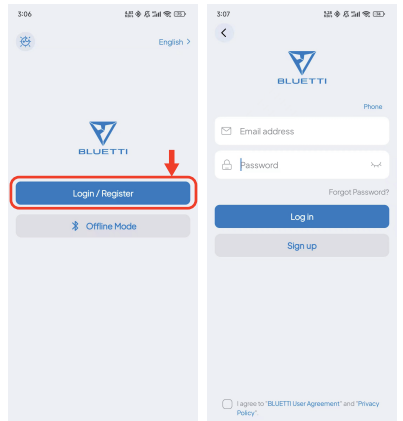 3:06
English >
BLUETTI
Login / Register
Offline Mode
3:07
BLUETTI
Phone
Email address
Password
Forgot Password?
Log in
Sign up
I agree to "BLUETTI User Agreement" and "Privacy
Policy".